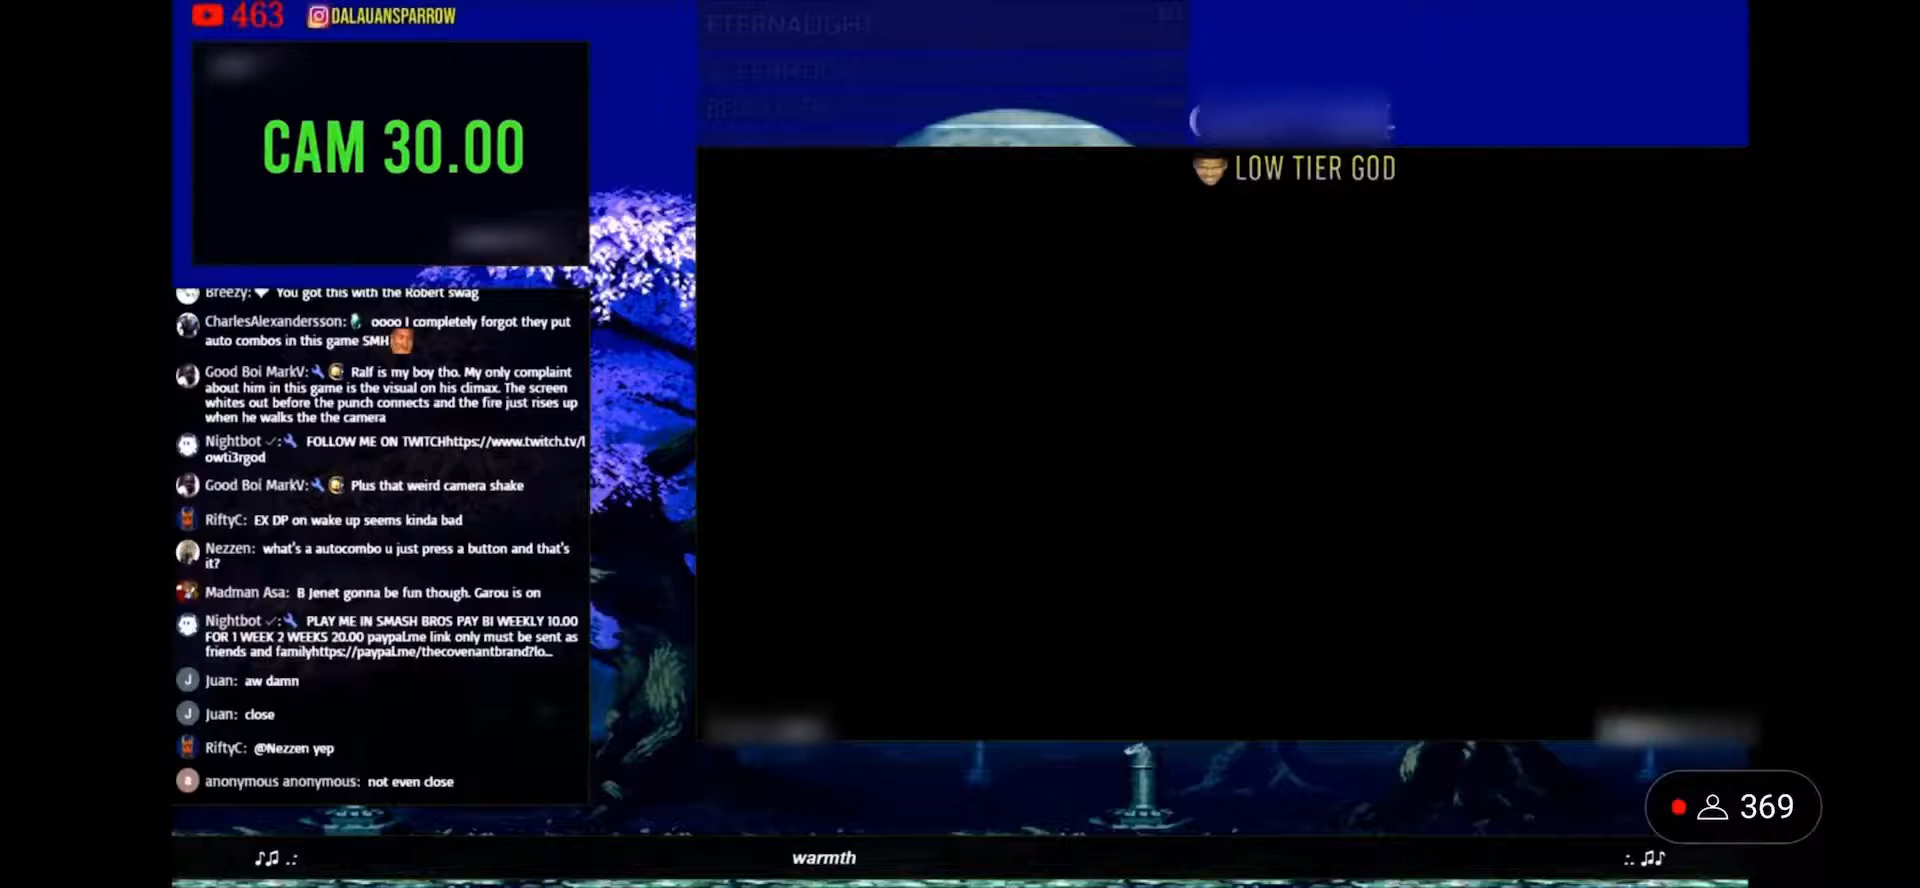 463 DALAUANSPARROW
CAM 30.00
LOW TIER GOD
Breezy: You got this with the Robert swag
CharlesAlexandersson: oooo I completely forgot they put
auto combos in this game SMH
Good Boi MarkV: Ralf is my boy tho. My only complaint
about him in this game is the visual on his climax. The screen
whites out before the punch connects and the fire just rises up
when he walks the the camera
Nightbot ✓: FOLLOW ME ON TWITCHhttps://www.twitch.tv/l
owti3rgod
Good Boi MarkV: Plus that weird camera shake
RiftyC: EX DP on wake up seems kinda bad
Nezzen: what's a autocombo u just press a button and that's
it?
Madman Asa: B Jenet gonna be fun though. Garou is on
Nightbot ✓: PLAY ME IN SMASH BROS PAY BI WEEKLY 10.00
FOR 1 WEEK 2 WEEKS 20.00 paypal.me link only must be sent as
friends and familyhttps://paypal.me/thecovenantbrand?lo...
J Juan: aw damn
J Juan: close
RiftyC: @Nezzen yep
a anonymous anonymous: not even close
369
♪♫ .: warmth :. ♫♪